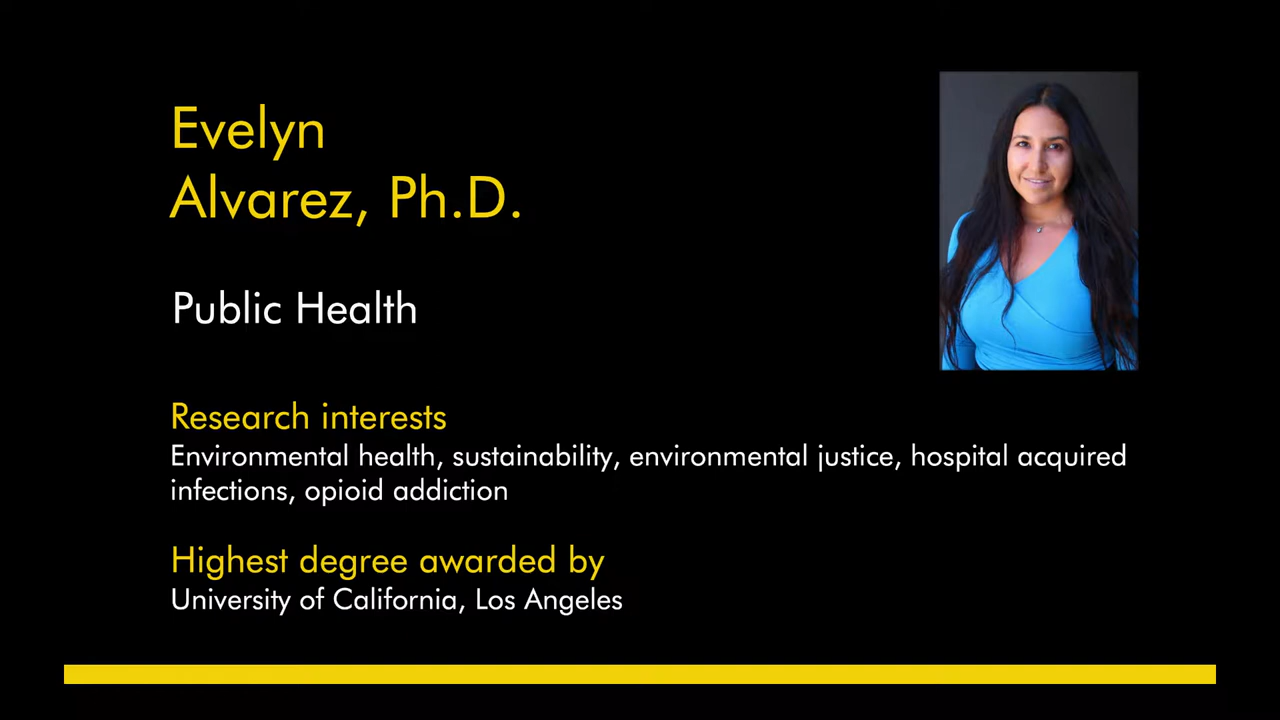 Evelyn
Alvarez, Ph.D.
Public Health
Research interests
Environmental health, sustainability, environmental justice, hospital acquired
infections, opioid addiction
Highest degree awarded by
University of California, Los Angeles